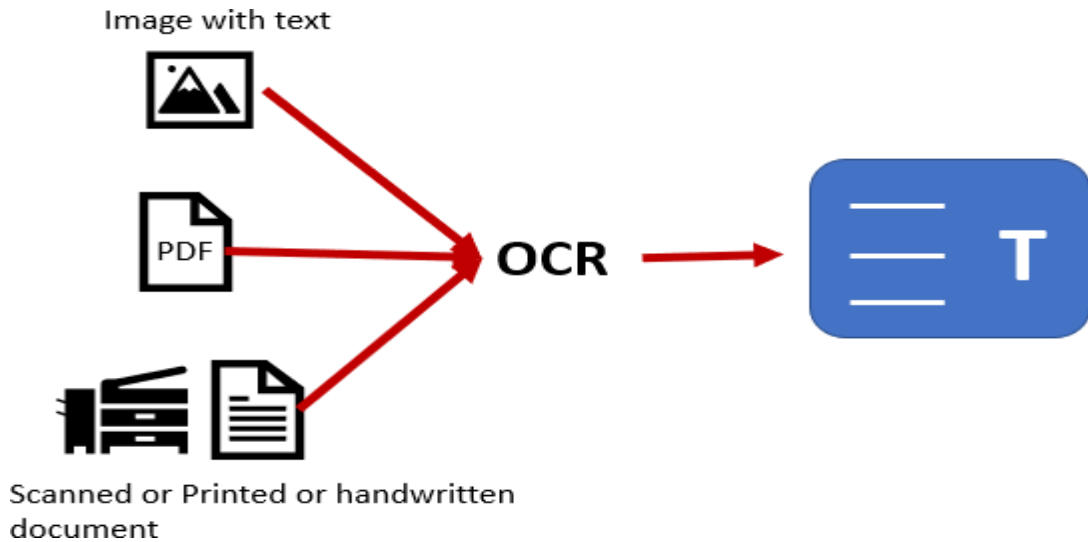 Image with text
PDF
OCR
T
Scanned or Printed or handwritten
document